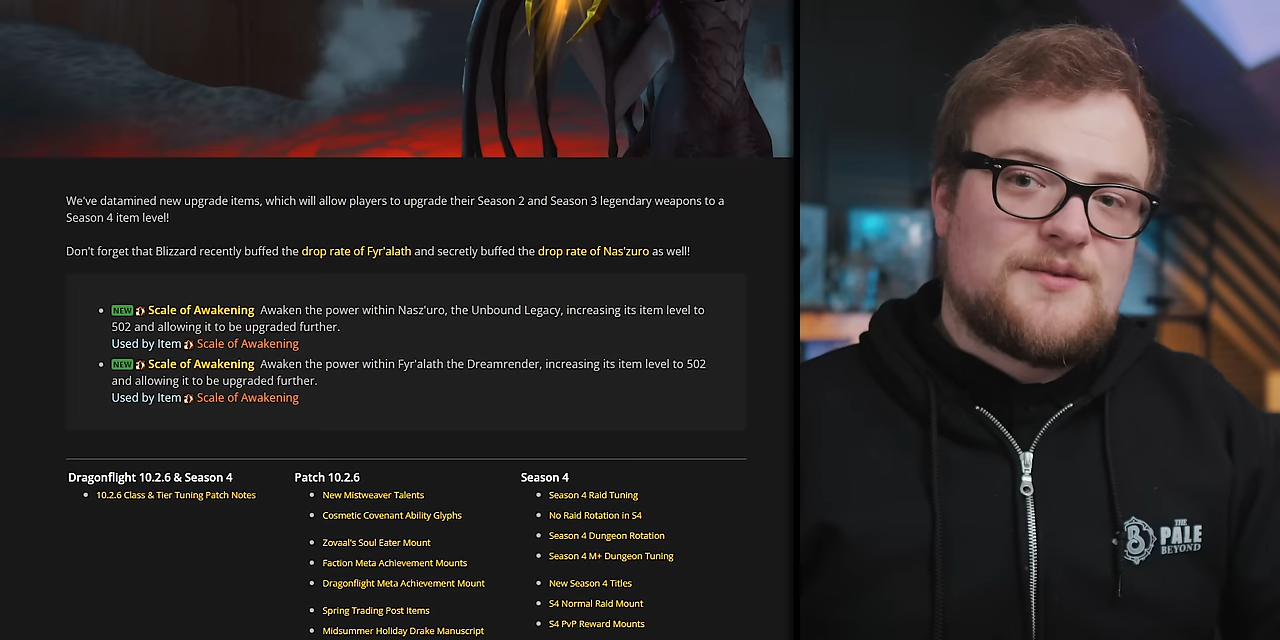 We've datamined new upgrade items, which will allow players to upgrade their Season 2 and Season 3 legendary weapons to a
Season 4 item level!
Don't forget that Blizzard recently buffed the drop rate of Fyr'alath and secretly buffed the drop rate of Nas'zuro as well!
NEW Scale of Awakening Awaken the power within Nasz'uro, the Unbound Legacy, increasing its item level to
502 and allowing it to be upgraded further.
Used by Item Scale of Awakening
NEW Scale of Awakening Awaken the power within Fyr'alath the Dreamrender, increasing its item level to 502
and allowing it to be upgraded further.
Used by Item Scale of Awakening
Dragonflight 10.2.6 & Season 4
10.2.6 Class & Tier Tuning Patch Notes
Patch 10.2.6
New Mistweaver Talents
Cosmetic Covenant Ability Glyphs
Zovaal's Soul Eater Mount
Faction Meta Achievement Mounts
Dragonflight Meta Achievement Mount
Spring Trading Post Items
Midsummer Holiday Drake Manuscript
Season 4
Season 4 Raid Tuning
No Raid Rotation in S4
Season 4 Dungeon Rotation
Season 4 M+ Dungeon Tuning
New Season 4 Titles
S4 Normal Raid Mount
S4 PvP Reward Mounts
THE
PALE
BEYOND